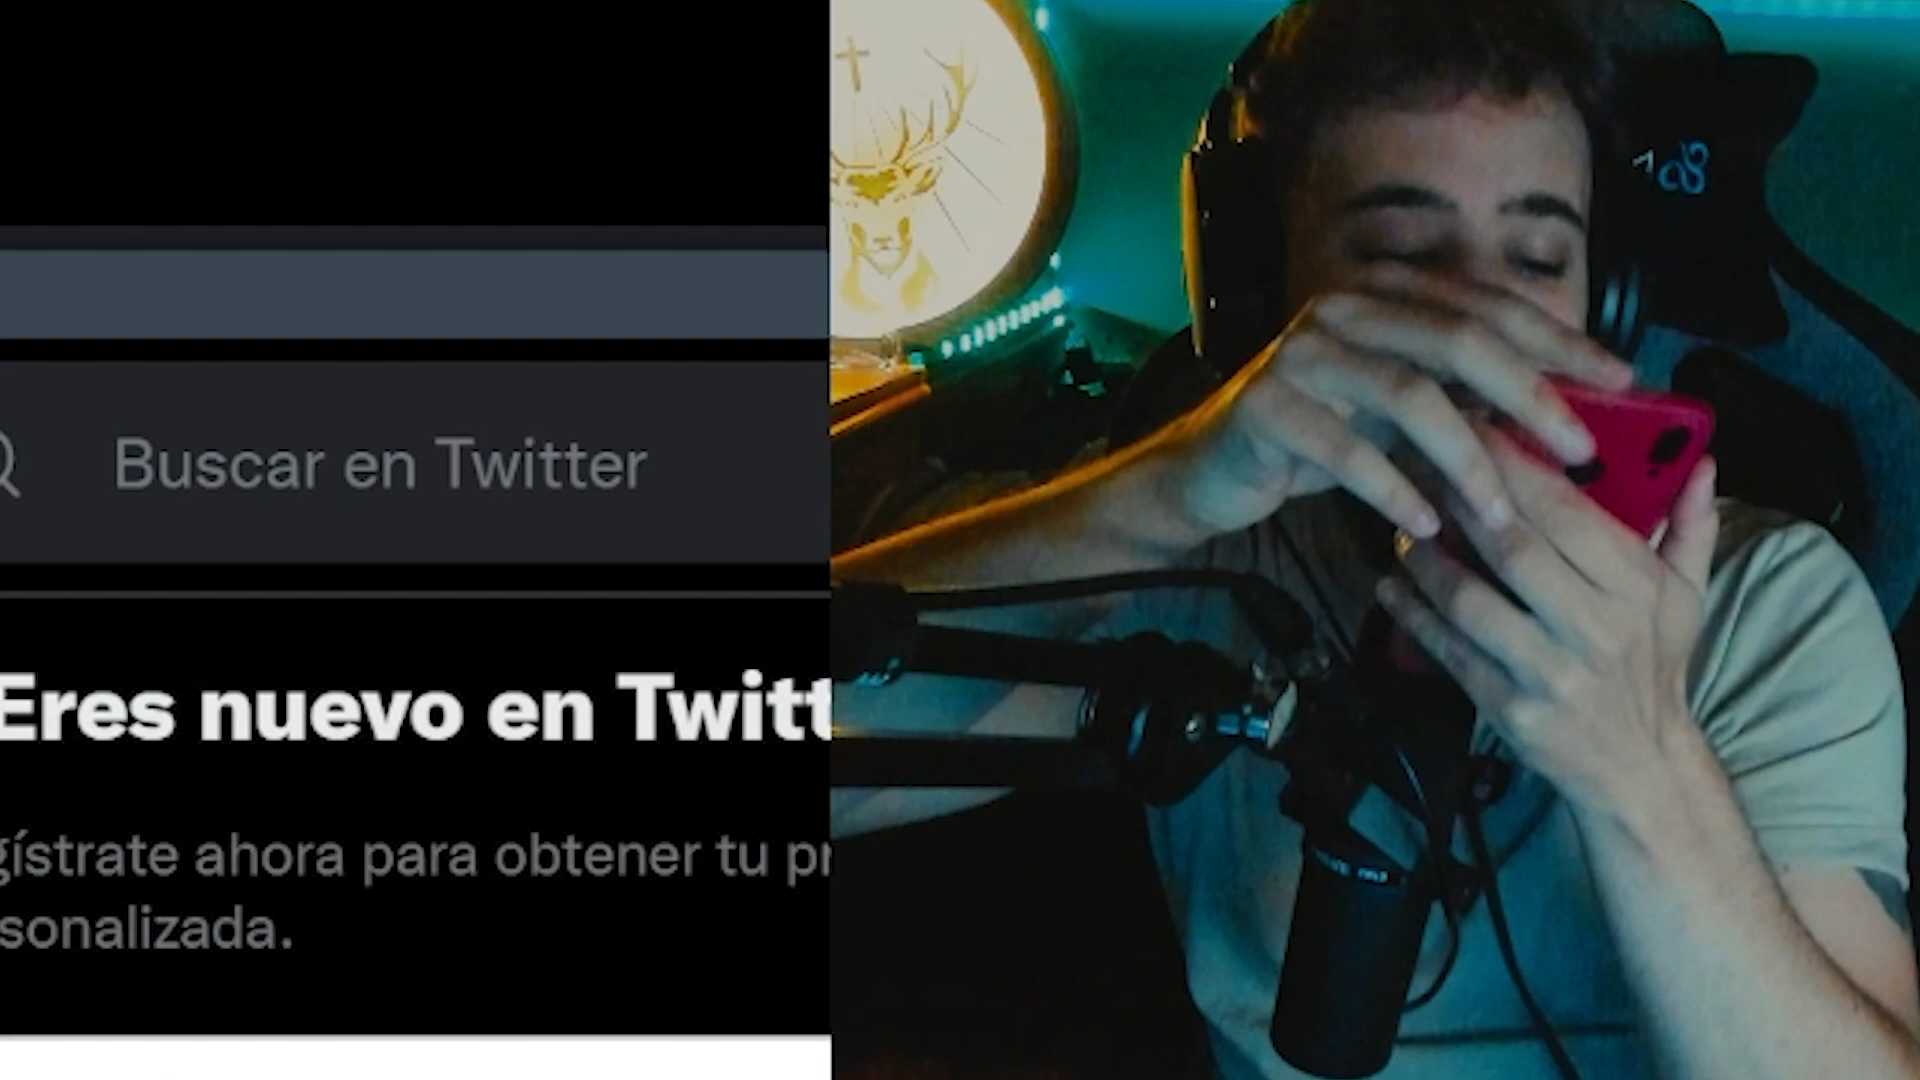 Buscar en Twitter
Eres nuevo en Twitt
gístrate ahora para obtener tu pr
sonalizada.